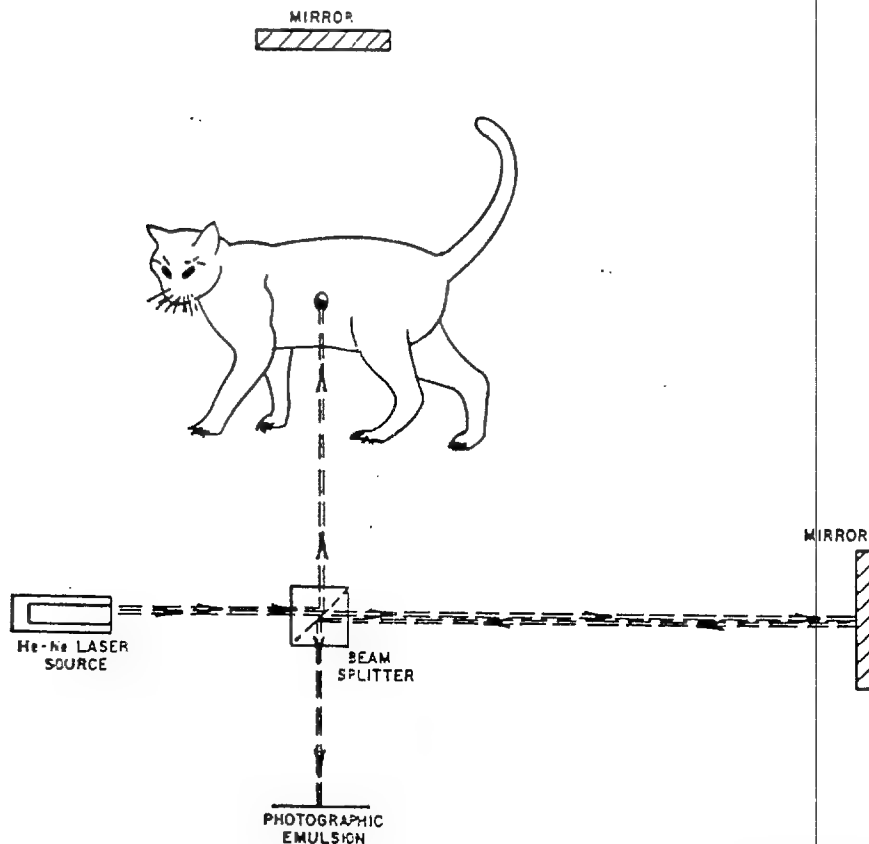 MIRROR
MIRROR
He-Ne LASER
SOURCE
BEAM
SPLITTER
PHOTOGRAPHIC
EMULSION